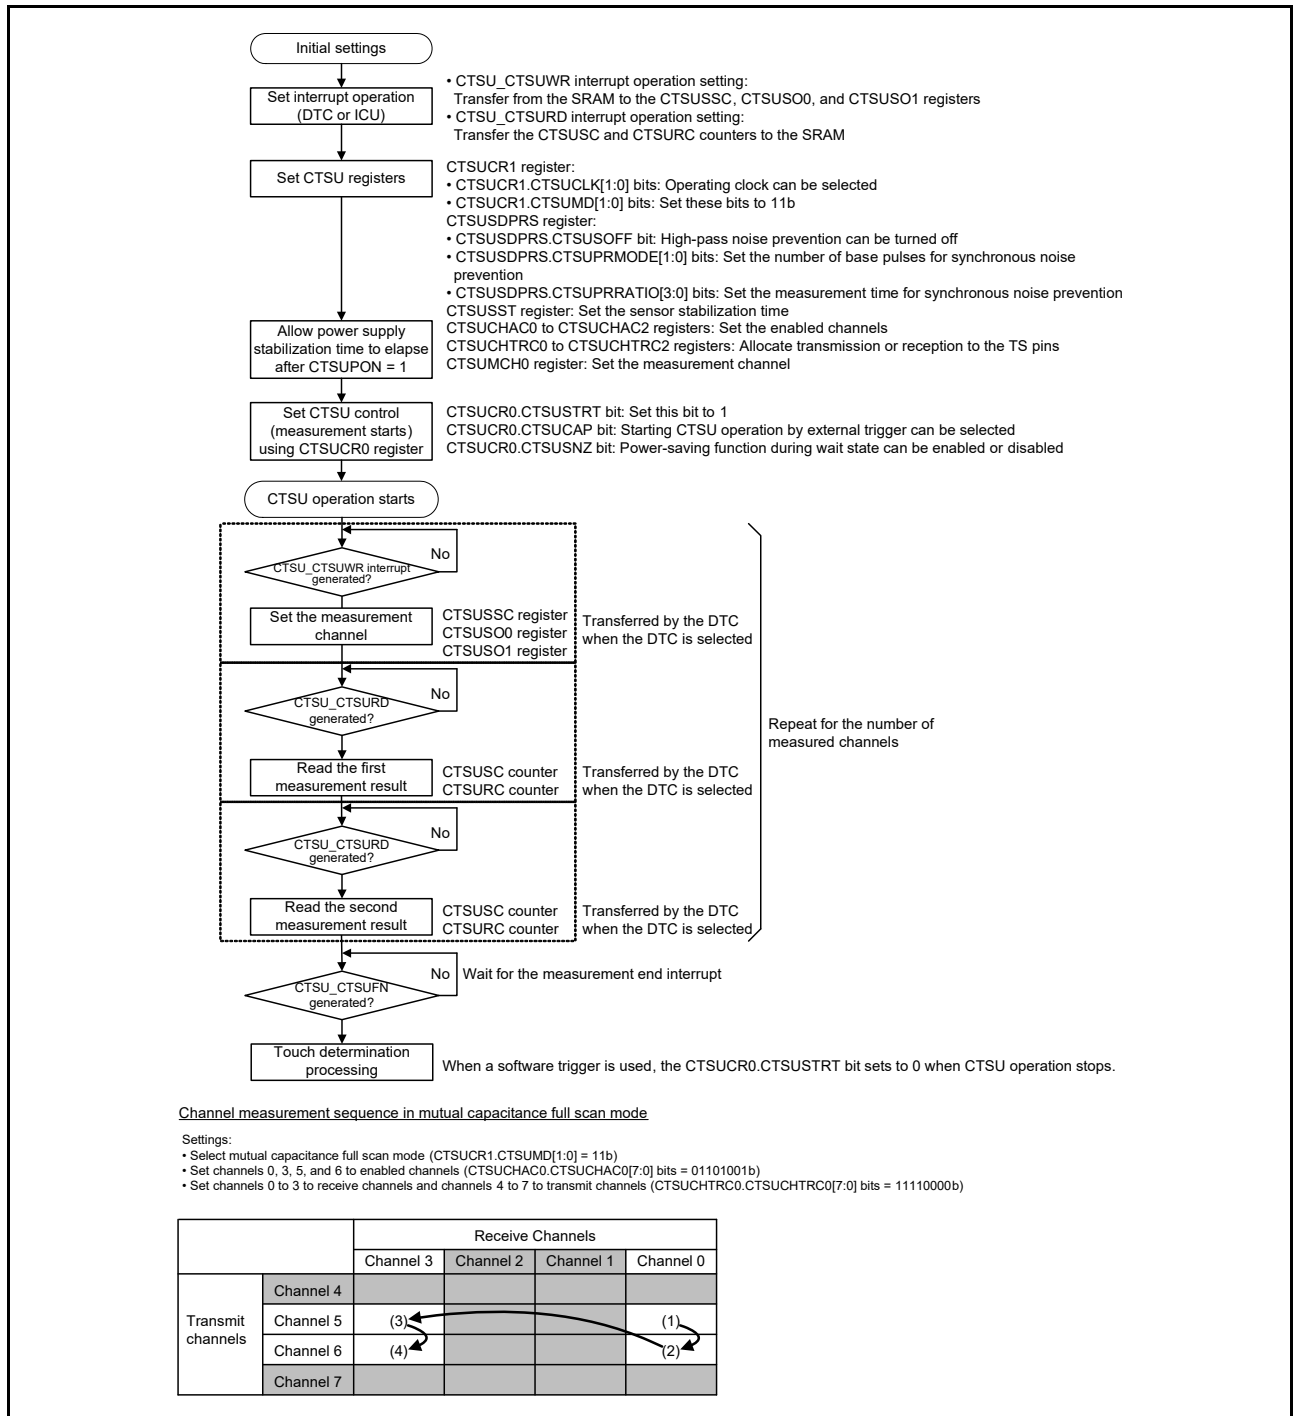 Initial settings
Set interrupt operation
(DTC or ICU)
• CTSU_CTSUWR interrupt operation setting:
Transfer from the SRAM to the CTSUSSC, CTSUSO0, and CTSUSO1 registers
• CTSU_CTSURD interrupt operation setting:
Transfer the CTSUSC and CTSURC counters to the SRAM
Set CTSU registers
CTSUCR1 register:
• CTSUCR1.CTSUCLK[1:0] bits: Operating clock can be selected
• CTSUCR1.CTSUMD[1:0] bits: Set these bits to 11b
CTSUSDPRS register:
• CTSUSDPRS.CTSUSOFF bit: High-pass noise prevention can be turned off
• CTSUSDPRS.CTSUPRMODE[1:0] bits: Set the number of base pulses for synchronous noise
prevention
• CTSUSDPRS.CTSUPRRATIO[3:0] bits: Set the measurement time for synchronous noise prevention
CTSUSST register: Set the sensor stabilization time
CTSUCHAC0 to CTSUCHAC2 registers: Set the enabled channels
CTSUCHTRC0 to CTSUCHTRC2 registers: Allocate transmission or reception to the TS pins
CTSUMCH0 register: Set the measurement channel
Allow power supply
stabilization time to elapse
after CTSUPON = 1
Set CTSU control
(measurement starts)
using CTSUCR0 register
CTSUCR0.CTSUSTRT bit: Set this bit to 1
CTSUCR0.CTSUCAP bit: Starting CTSU operation by external trigger can be selected
CTSUCR0.CTSUSNZ bit: Power-saving function during wait state can be enabled or disabled
CTSU operation starts
No
CTSU_CTSUWR interrupt
generated?
Set the measurement
channel
CTSUSSC register
CTSUSO0 register
CTSUSO1 register
Transferred by the DTC
when the DTC is selected
No
CTSU_CTSURD
generated?
Repeat for the number of
measured channels
Read the first
measurement result
CTSUSC counter
CTSURC counter
Transferred by the DTC
when the DTC is selected
No
CTSU_CTSURD
generated?
Read the second
measurement result
CTSUSC counter
CTSURC counter
Transferred by the DTC
when the DTC is selected
No
Wait for the measurement end interrupt
CTSU_CTSUFN
generated?
Touch determination
processing
When a software trigger is used, the CTSUCR0.CTSUSTRT bit sets to 0 when CTSU operation stops.
Channel measurement sequence in mutual capacitance full scan mode
Settings:
• Select mutual capacitance full scan mode (CTSUCR1.CTSUMD[1:0] = 11b)
• Set channels 0, 3, 5, and 6 to enabled channels (CTSUCHAC0.CTSUCHAC0[7:0] bits = 01101001b)
• Set channels 0 to 3 to receive channels and channels 4 to 7 to transmit channels (CTSUCHTRC0.CTSUCHTRC0[7:0] bits = 11110000b)
Receive Channels
Channel 3 Channel 2 Channel 1 Channel 0
Transmit
channels
Channel 4
Channel 5 (3) (1)
Channel 6 (4) (2)
Channel 7